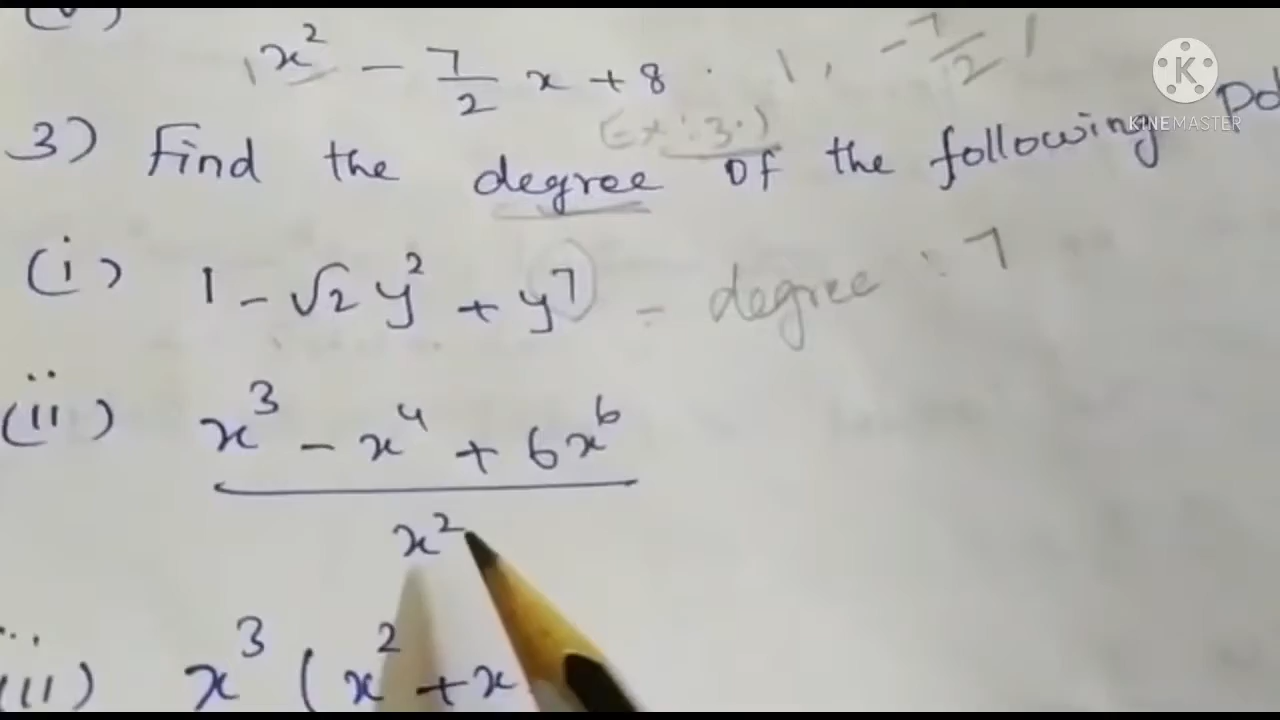 x² - 7/2 x + 8 . 1, -7/2,
(Ex: 3.)
K
KINEMASTER
3) Find the degree of the following
(i) 1 - √2 y² + y⁷ - degree : 7
(ii) x³ - x⁴ + 6x⁶
x²
(iii) x³ (x² + x